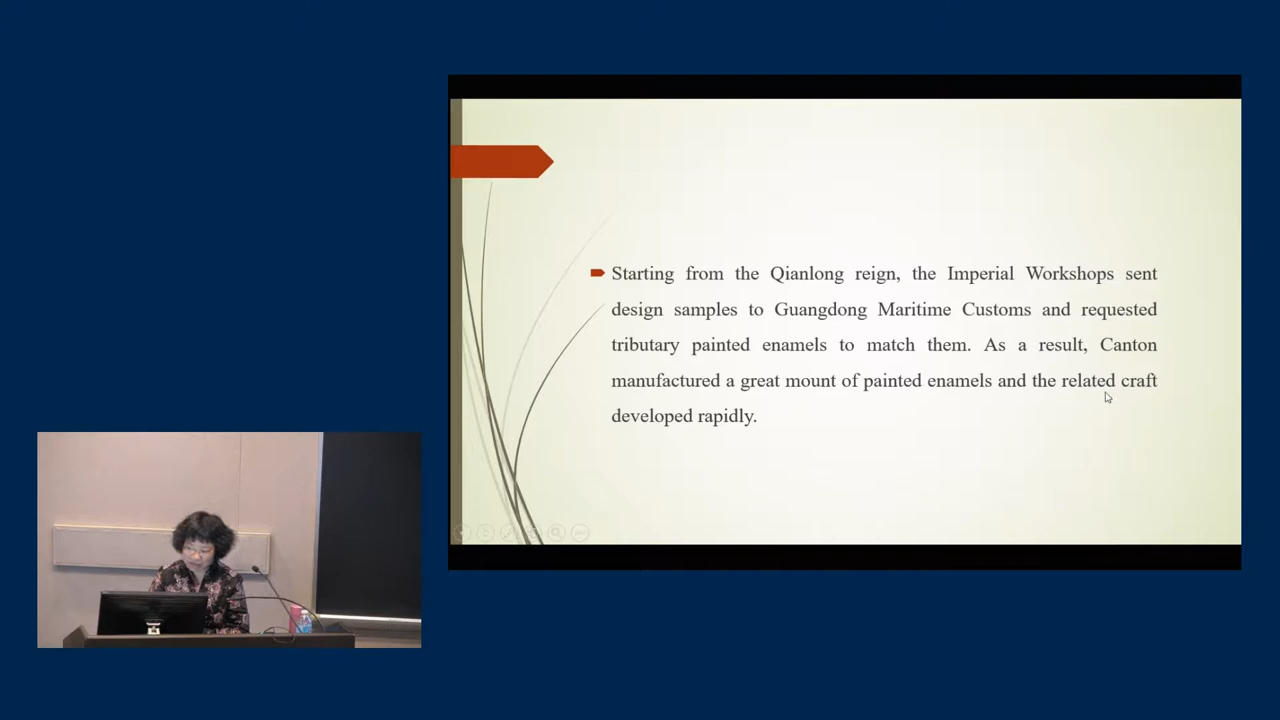 Starting from the Qianlong reign, the Imperial Workshops sent
design samples to Guangdong Maritime Customs and requested
tributary painted enamels to match them. As a result, Canton
manufactured a great mount of painted enamels and the related craft
developed rapidly.